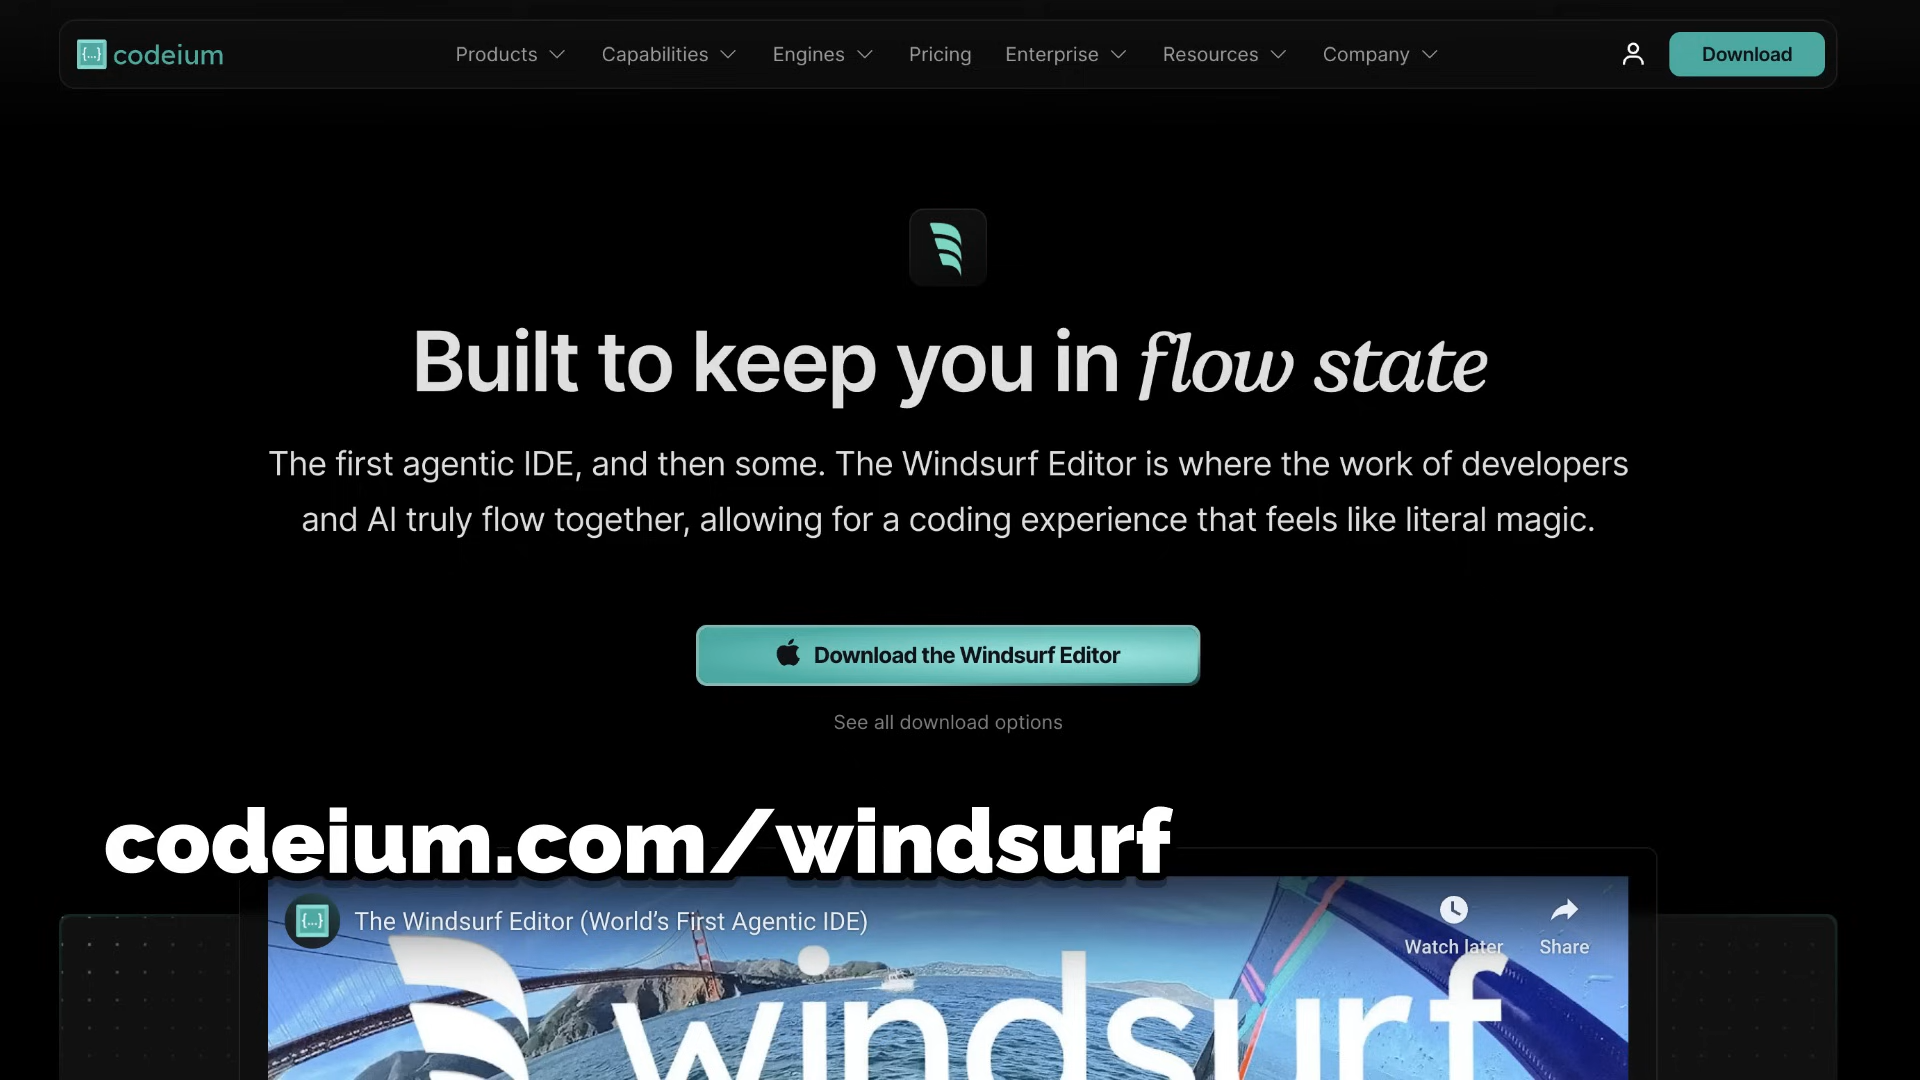 {...} codeium
Products
Capabilities
Engines
Pricing
Enterprise
Resources
Company
Download
Built to keep you in flow state
The first agentic IDE, and then some. The Windsurf Editor is where the work of developers
and AI truly flow together, allowing for a coding experience that feels like literal magic.
Download the Windsurf Editor
See all download options
codeium.com/windsurf
{...} The Windsurf Editor (World's First Agentic IDE)
Watch later
Share
windsurf